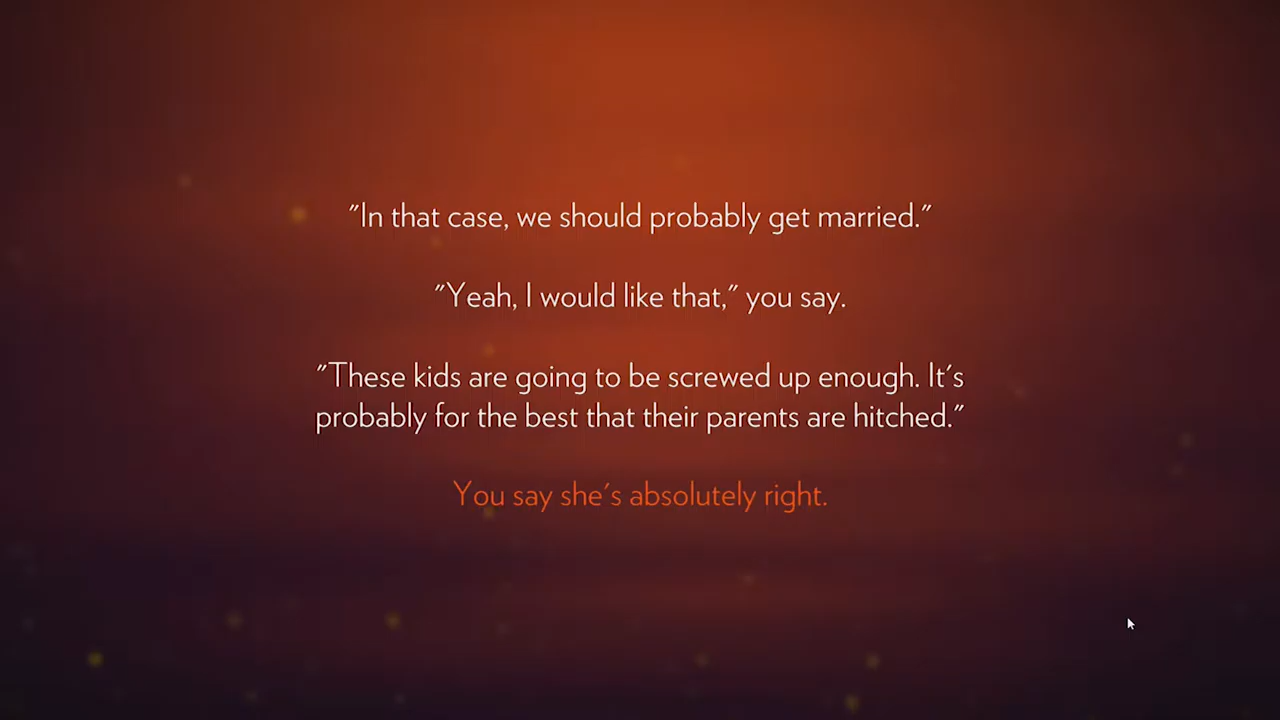 "In that case, we should probably get married."
"Yeah, I would like that," you say.
"These kids are going to be screwed up enough. It's
probably for the best that their parents are hitched."
You say she's absolutely right.